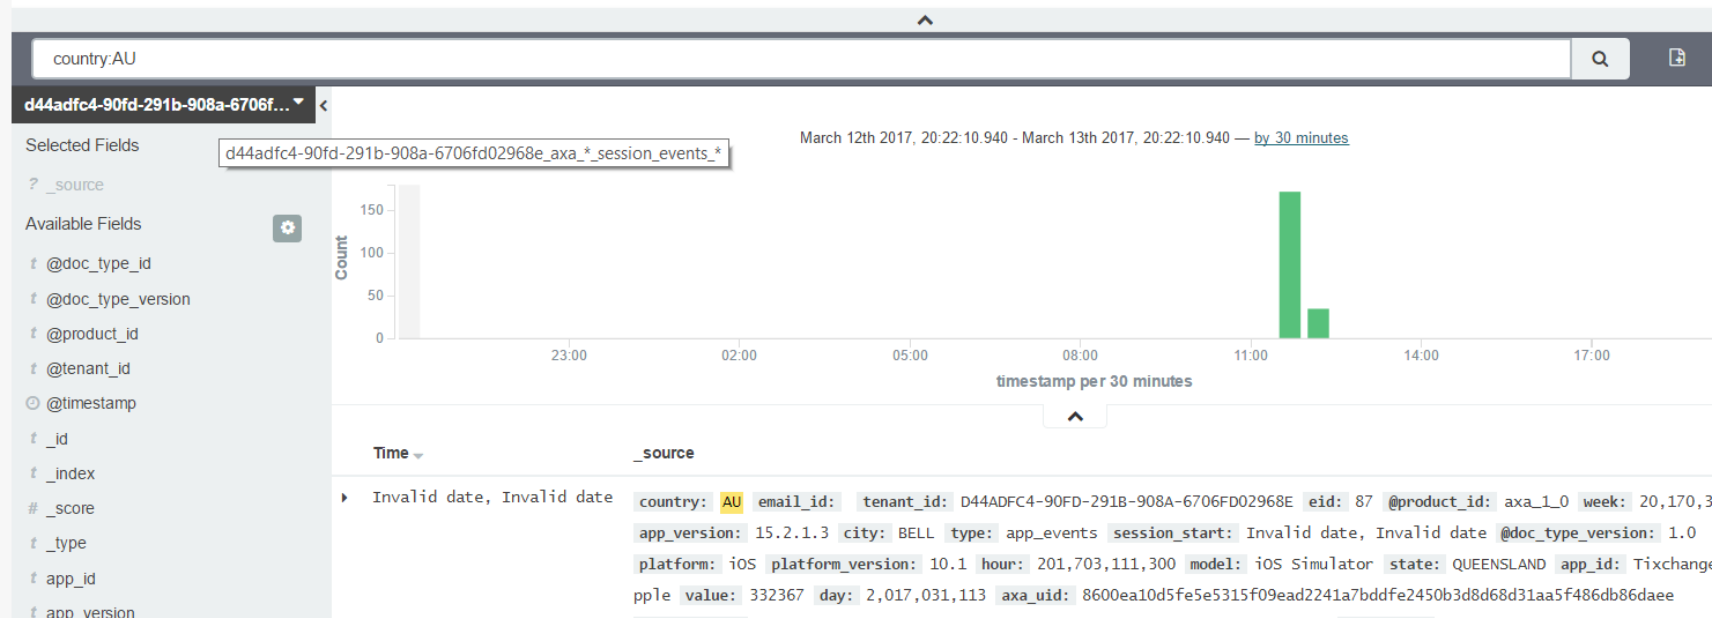 country:AU
d44adfc4-90fd-291b-908a-6706f...
Selected Fields
d44adfc4-90fd-291b-908a-6706fd02968e_axa_*_session_events_*
? _source
Available Fields
t @doc_type_id
t @doc_type_version
t @product_id
t @tenant_id
@timestamp
t _id
t _index
# _score
t _type
t app_id
t app_version
March 12th 2017, 20:22:10.940 - March 13th 2017, 20:22:10.940 — by 30 minutes
Count
150
100
50
0
23:00 02:00 05:00 08:00 11:00 14:00 17:00
timestamp per 30 minutes
Time _source
Invalid date, Invalid date country: AU email_id: tenant_id: D44ADFC4-90FD-291B-908A-6706FD02968E eid: 87 @product_id: axa_1_0 week: 20,170,3
app_version: 15.2.1.3 city: BELL type: app_events session_start: Invalid date, Invalid date @doc_type_version: 1.0
platform: iOS platform_version: 10.1 hour: 201,703,111,300 model: iOS Simulator state: QUEENSLAND app_id: Tixchange
pple value: 332367 day: 2,017,031,113 axa_uid: 8600ea10d5fe5e5315f09ead2241a7bddfe2450b3d8d68d31aa5f486db86daee